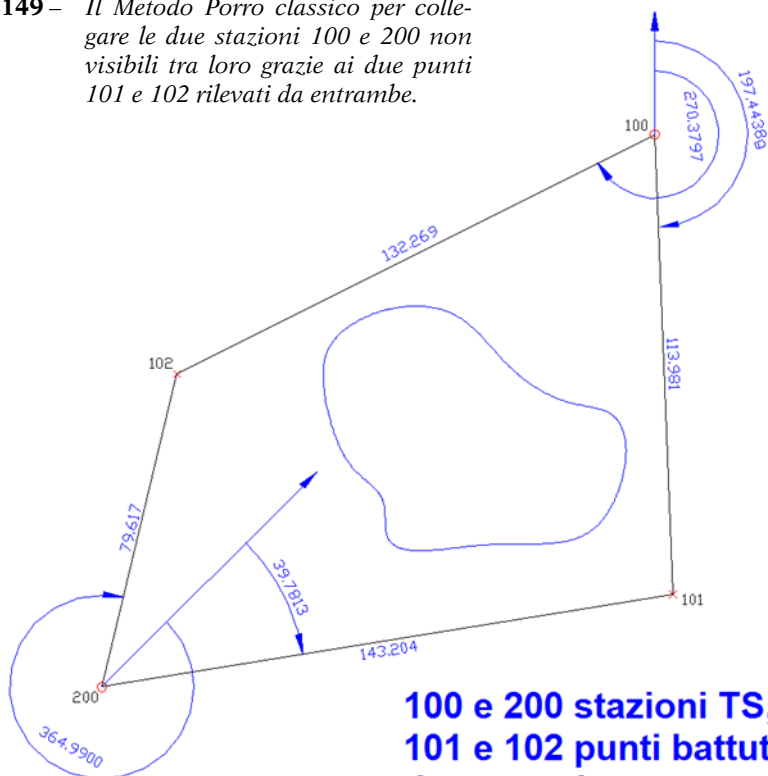 149 – Il Metodo Porro classico per colle-
gare le due stazioni 100 e 200 non
visibili tra loro grazie ai due punti
101 e 102 rilevati da entrambe.
100
197.4438g
270.3797
132.269
113.981
102
79.617
39.7813
101
143.204
200
364.9900
100 e 200 stazioni TS,
101 e 102 punti battut